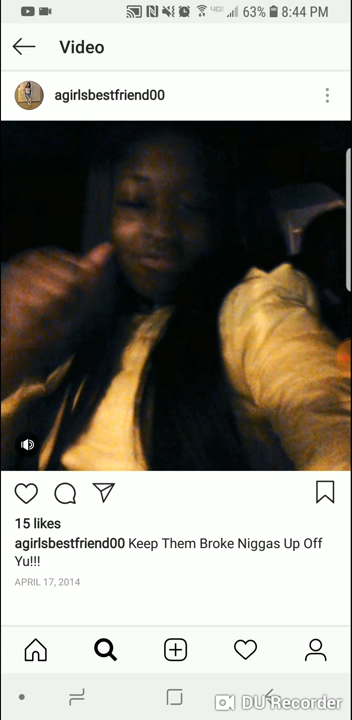 63% 8:44 PM
Video
agirlsbestfriend00
15 likes
agirlsbestfriend00 Keep Them Broke Niggas Up Off
Yu!!!
APRIL 17, 2014
DU Recorder